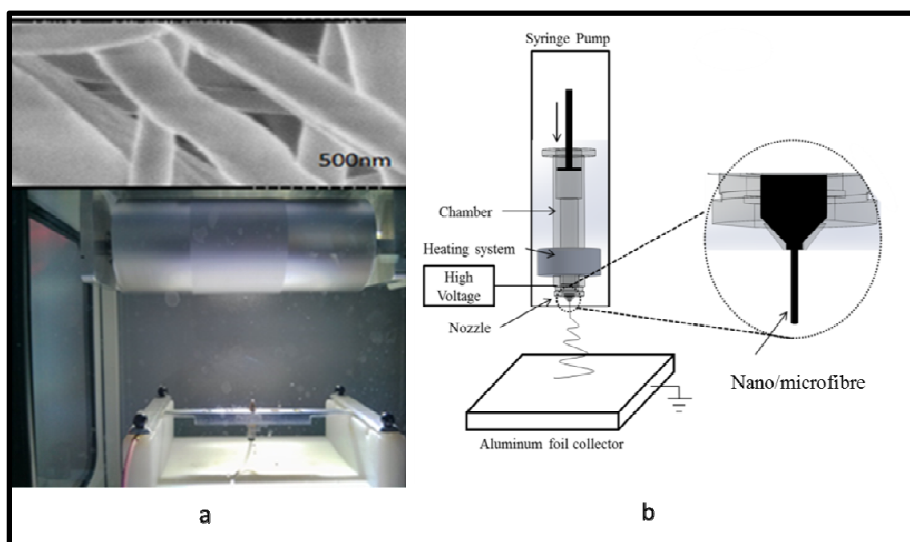 500nm
Syringe Pump
Chamber
Heating system
High
Voltage
Nozzle
Nano/microfibre
Aluminum foil collector
a
b